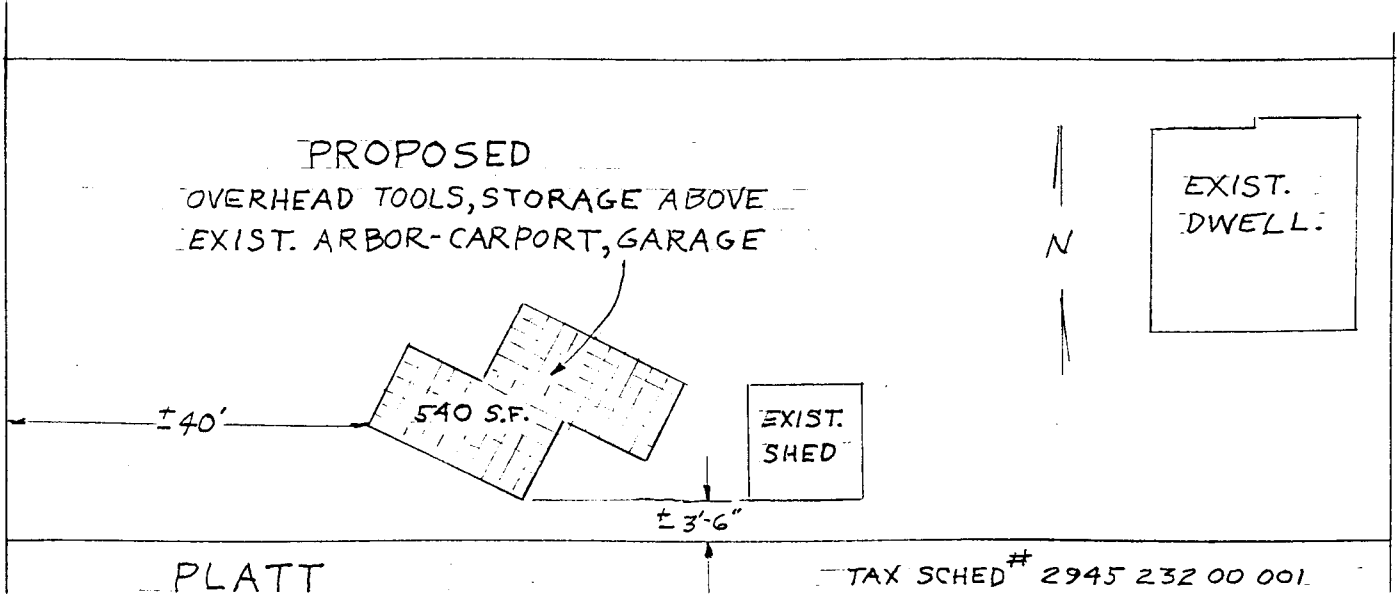 PROPOSED
OVERHEAD TOOLS, STORAGE ABOVE
EXIST. ARBOR-CARPORT, GARAGE
EXIST.
DWELL.
N
±40'
540 S.F.
EXIST.
SHED
± 3'-6"
PLATT
TAX SCHED# 2945 232 00 001